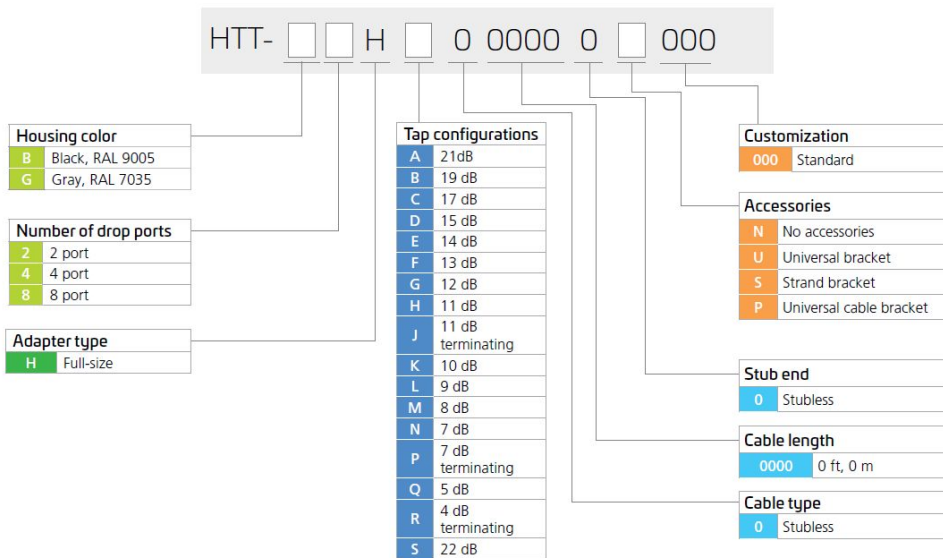 HTT- H 0 0000 0 000
Housing color
B Black, RAL 9005
G Gray, RAL 7035
Number of drop ports
2 2 port
4 4 port
8 8 port
Adapter type
H Full-size
Tap configurations
A 21dB
B 19 dB
C 17 dB
D 15 dB
E 14 dB
F 13 dB
G 12 dB
H 11 dB
J 11 dB
terminating
K 10 dB
L 9 dB
M 8 dB
N 7 dB
P 7 dB
terminating
Q 5 dB
R 4 dB
terminating
S 22 dB
Customization
000 Standard
Accessories
N No accessories
U Universal bracket
S Strand bracket
P Universal cable bracket
Stub end
0 Stubless
Cable length
0000 0 ft, 0 m
Cable type
0 Stubless